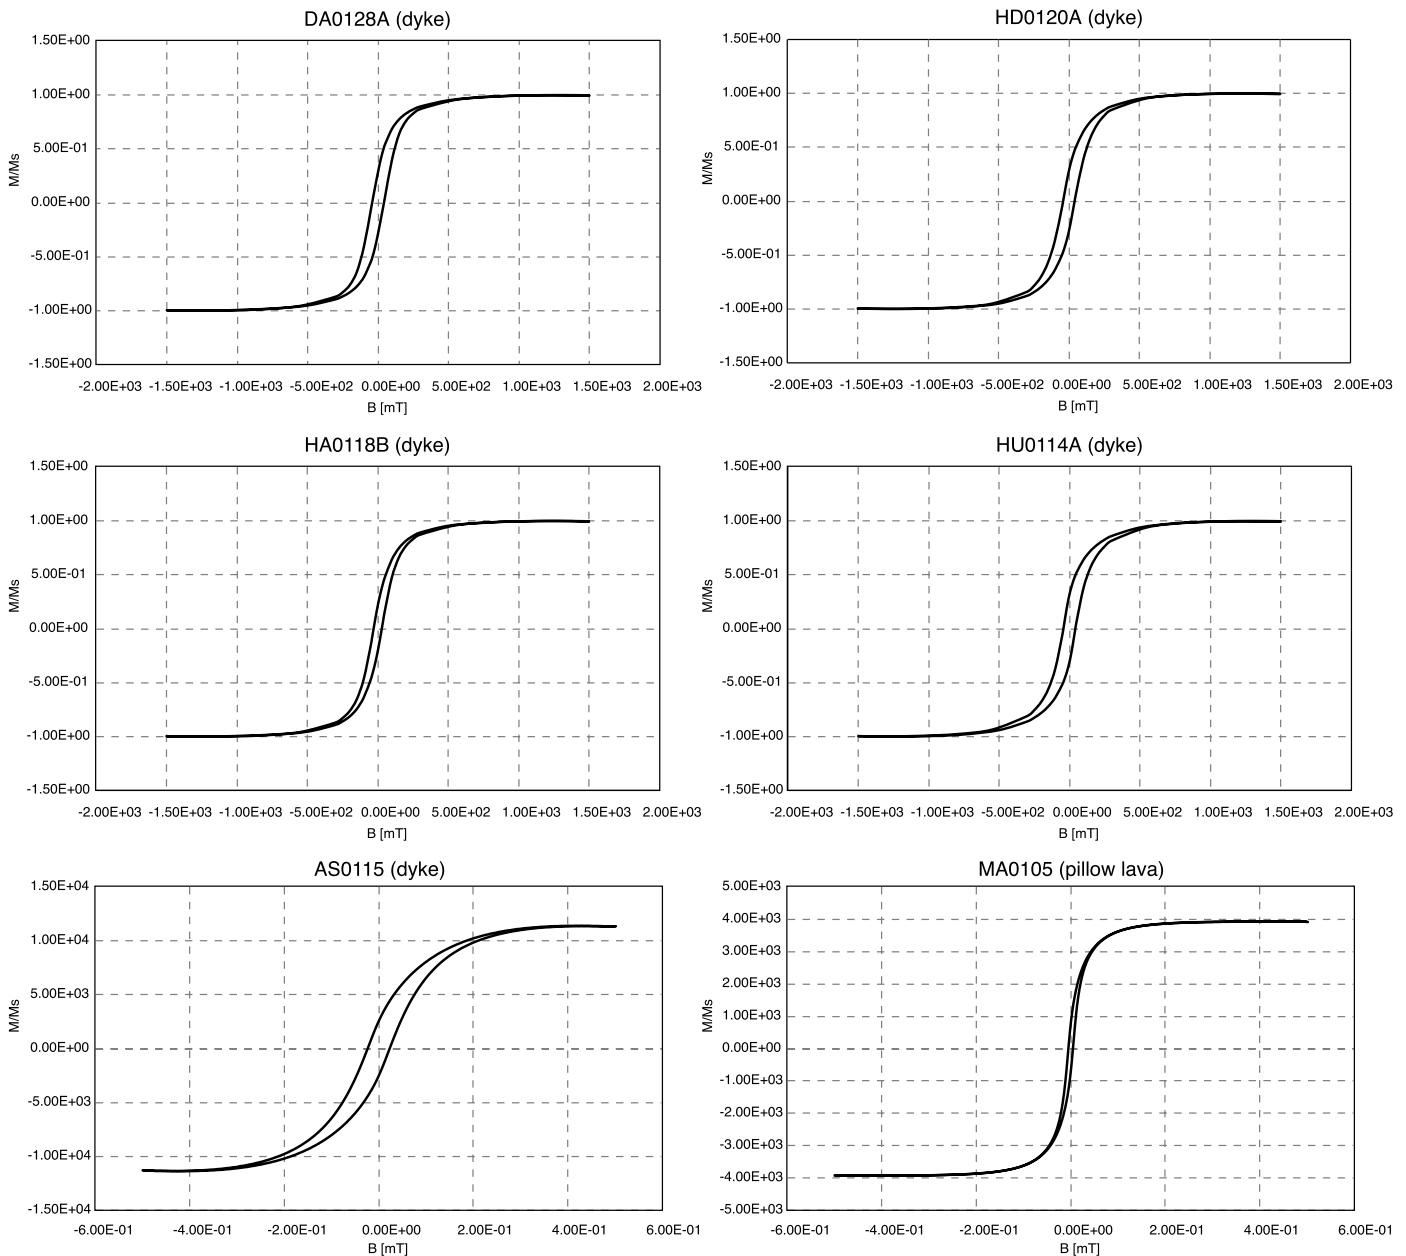 DA0128A (dyke)
1.50E+00
1.00E+00
5.00E-01
0.00E+00
-5.00E-01
-1.00E+00
-1.50E+00
M/Ms
-2.00E+03 -1.50E+03 -1.00E+03 -5.00E+02 0.00E+00 5.00E+02 1.00E+03 1.50E+03 2.00E+03
B [mT]
HD0120A (dyke)
1.50E+00
1.00E+00
5.00E-01
0.00E+00
-5.00E-01
-1.00E+00
-1.50E+00
M/Ms
-2.00E+03 -1.50E+03 -1.00E+03 -5.00E+02 0.00E+00 5.00E+02 1.00E+03 1.50E+03 2.00E+03
B [mT]
HA0118B (dyke)
1.50E+00
1.00E+00
5.00E-01
0.00E+00
-5.00E-01
-1.00E+00
-1.50E+00
M/Ms
-2.00E+03 -1.50E+03 -1.00E+03 -5.00E+02 0.00E+00 5.00E+02 1.00E+03 1.50E+03 2.00E+03
B [mT]
HU0114A (dyke)
1.50E+00
1.00E+00
5.00E-01
0.00E+00
-5.00E-01
-1.00E+00
-1.50E+00
M/Ms
-2.00E+03 -1.50E+03 -1.00E+03 -5.00E+02 0.00E+00 5.00E+02 1.00E+03 1.50E+03 2.00E+03
B [mT]
AS0115 (dyke)
1.50E+04
1.00E+04
5.00E+03
0.00E+00
-5.00E+03
-1.00E+04
-1.50E+04
M/Ms
-6.00E-01 -4.00E-01 -2.00E-01 0.00E+00 2.00E-01 4.00E-01 6.00E-01
B [mT]
MA0105 (pillow lava)
5.00E+03
4.00E+03
3.00E+03
2.00E+03
1.00E+03
0.00E+00
-1.00E+03
-2.00E+03
-3.00E+03
-4.00E+03
-5.00E+03
M/Ms
-6.00E-01 -4.00E-01 -2.00E-01 0.00E+00 2.00E-01 4.00E-01 6.00E-01
B [mT]